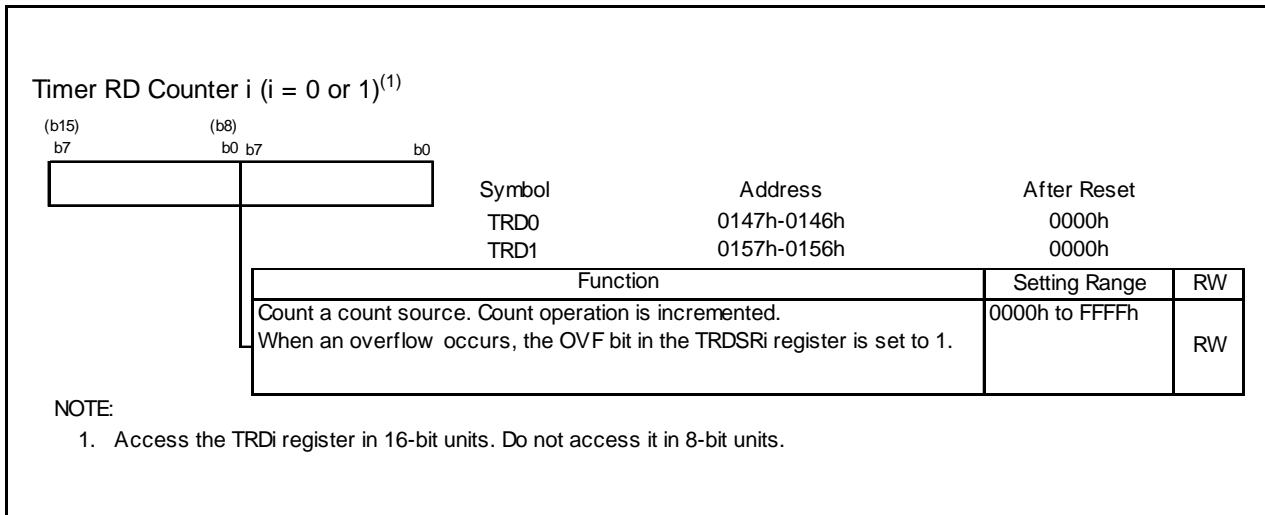 Timer RD Counter i (i = 0 or 1)(1)
(b15) (b8)
b7 b0 b7 b0
Symbol Address After Reset
TRD0 0147h-0146h 0000h
TRD1 0157h-0156h 0000h
Function Setting Range RW
Count a count source. Count operation is incremented. 0000h to FFFFh
When an overflow occurs, the OVF bit in the TRDSRi register is set to 1. RW
NOTE:
1. Access the TRDi register in 16-bit units. Do not access it in 8-bit units.